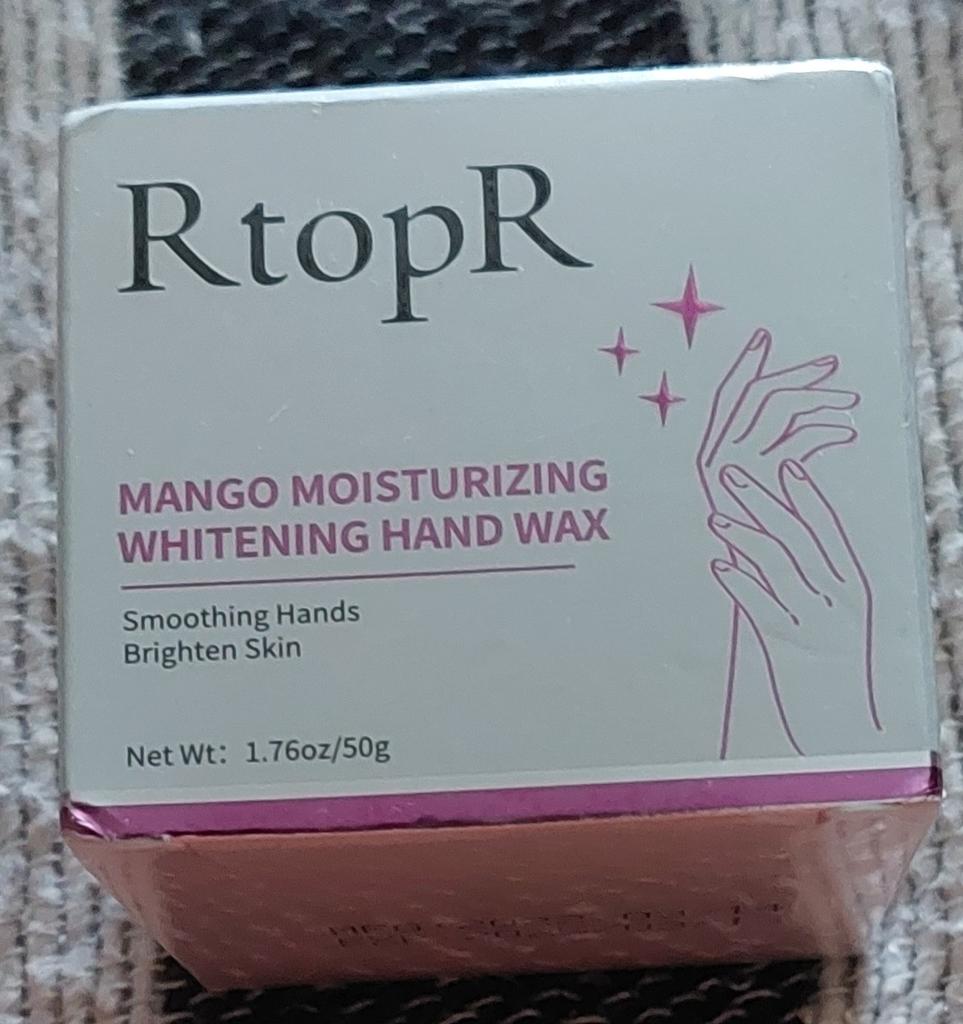 RtopR
MANGO MOISTURIZING
WHITENING HAND WAX
Smoothing Hands
Brighten Skin
Net Wt: 1.76oz/50g